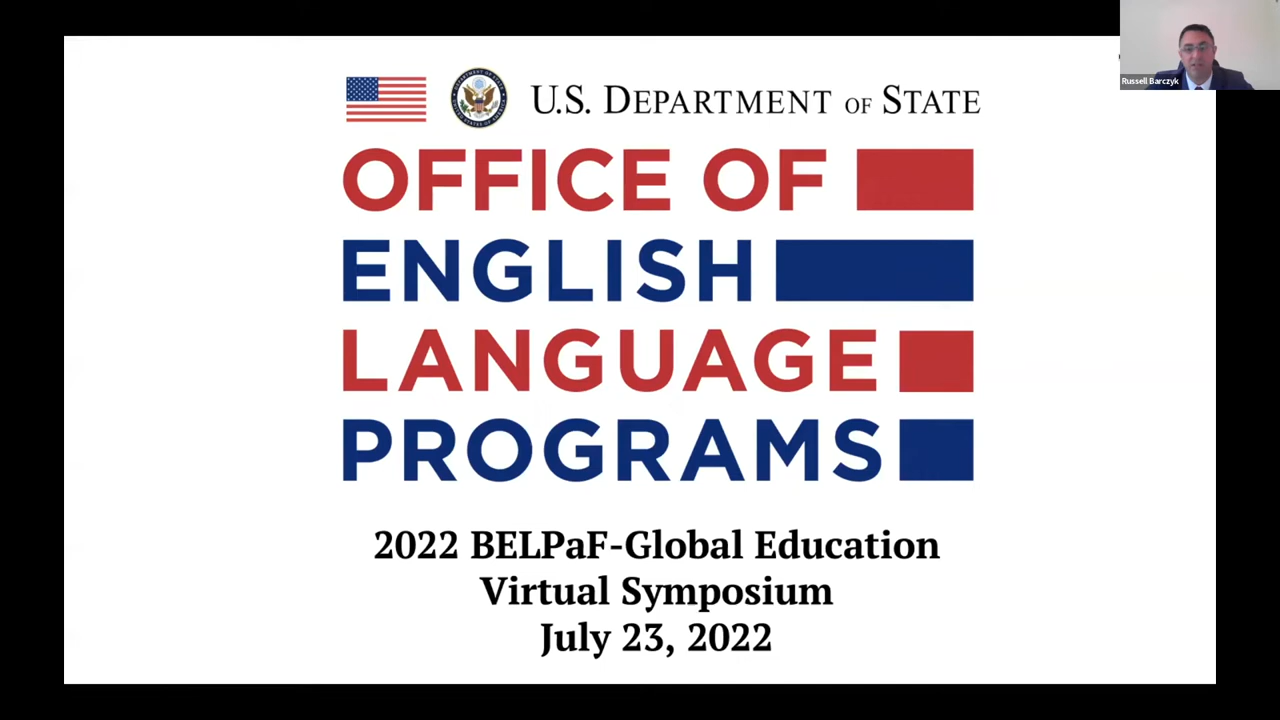 U.S. DEPARTMENT OF STATE
OFFICE OF
ENGLISH
LANGUAGE
PROGRAMS
2022 BELPaF-Global Education
Virtual Symposium
July 23, 2022
Russell Barczyk